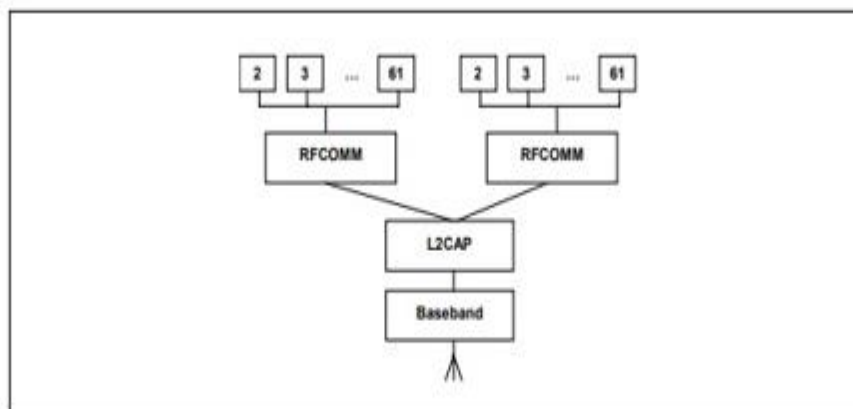 2 3 ... 61 2 3 ... 61
RFCOMM RFCOMM
L2CAP
Baseband